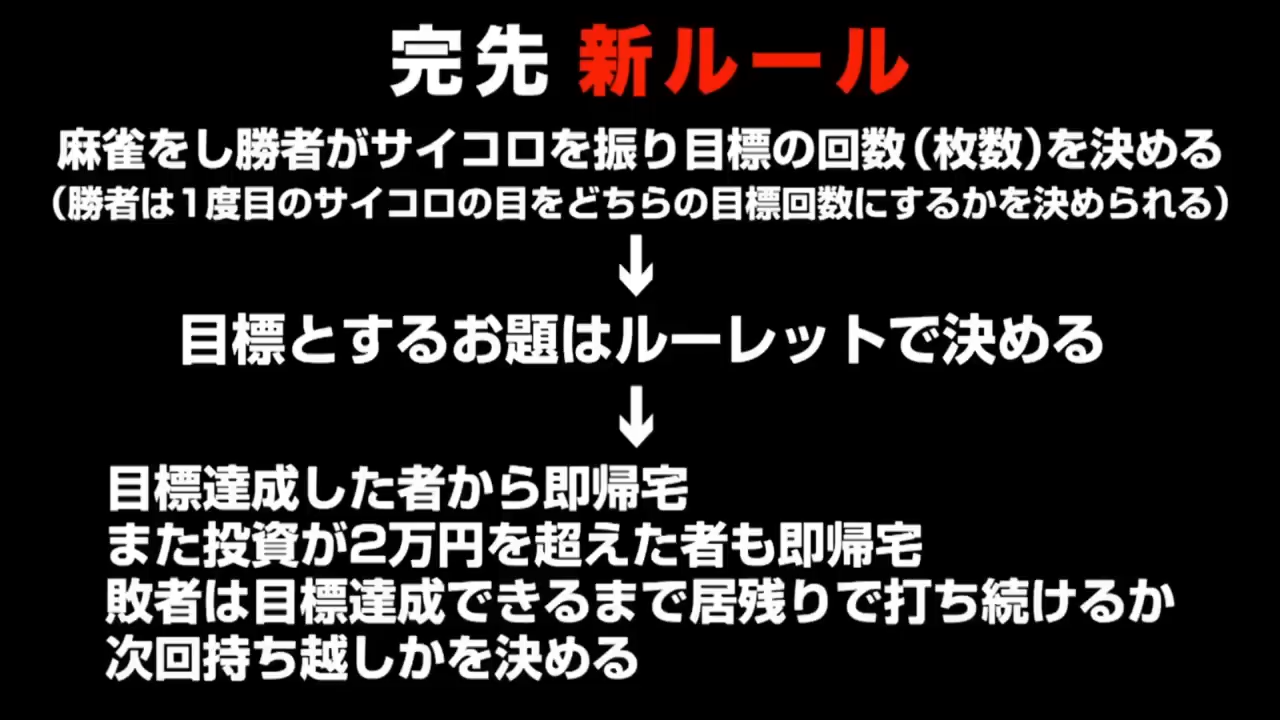 完先 新ルール
麻雀をし勝者がサイコロを振り目標の回数(枚数)を決める
(勝者は1度目のサイコロの目をどちらの目標回数にするかを決められる)
↓
目標とするお題はルーレットで決める
↓
目標達成した者から即帰宅
また投資が2万円を超えた者も即帰宅
敗者は目標達成できるまで居残りで打ち続けるか
次回持ち越しかを決める